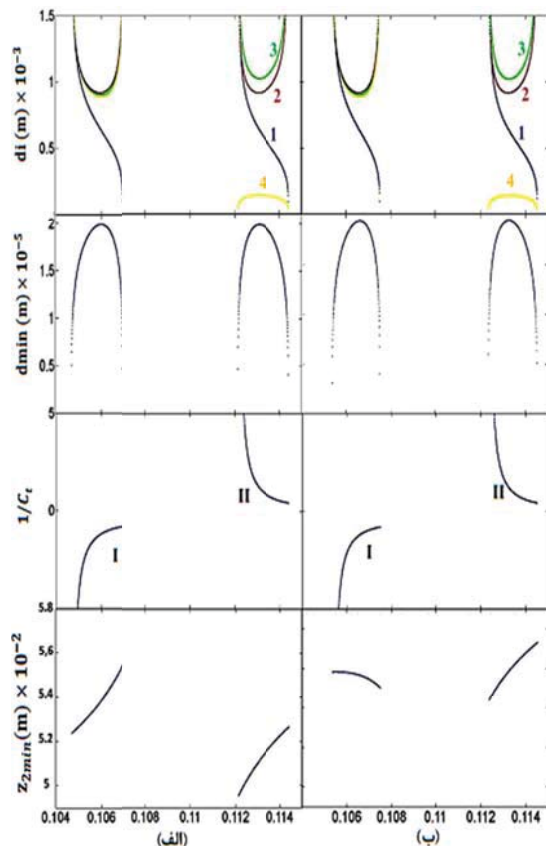 di (m) × 10⁻³
1.5
1
0.5
0
3
2
1
4
3
2
1
4
dmin (m) × 10⁻⁵
2
1.5
1
0.5
1/Cₜ
5
0
5.8
I
II
I
II
z₂min(m) × 10⁻²
5,6
5.4
5.2
5
0.104 0.106 0.108 0.11 0.112 0.114
0.106 0.108 0.11 0.112 0.114
(الف)
(ب)